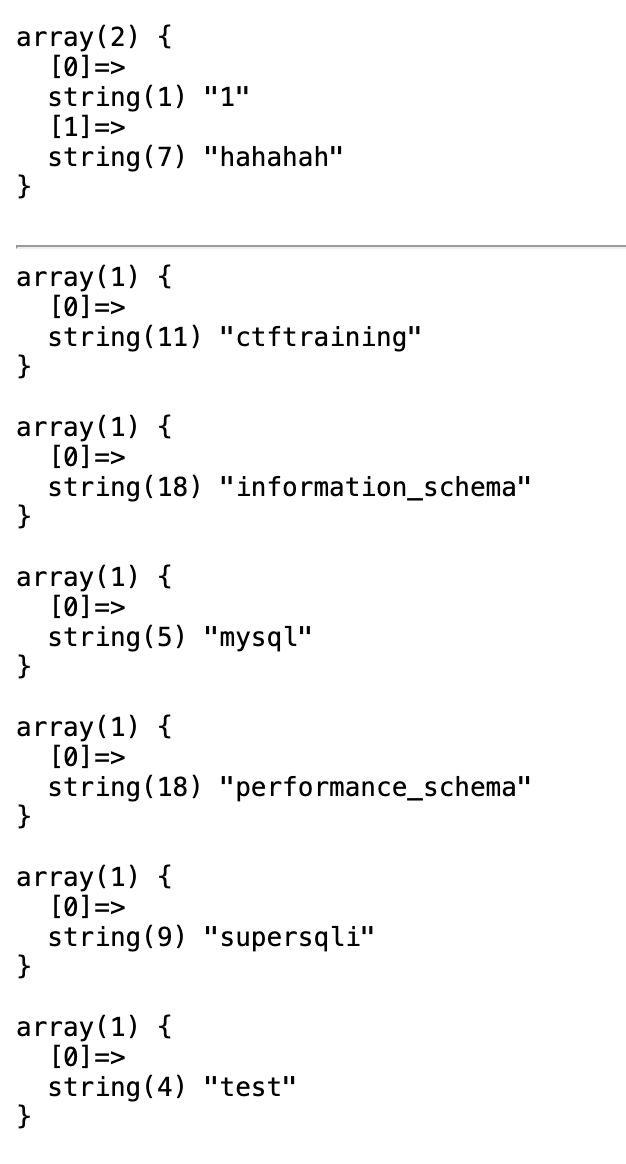 array(2) {
  [0]=>
  string(1) "1"
  [1]=>
  string(7) "hahahah"
}
array(1) {
  [0]=>
  string(11) "ctftraining"
}
array(1) {
  [0]=>
  string(18) "information_schema"
}
array(1) {
  [0]=>
  string(5) "mysql"
}
array(1) {
  [0]=>
  string(18) "performance_schema"
}
array(1) {
  [0]=>
  string(9) "supersqli"
}
array(1) {
  [0]=>
  string(4) "test"
}